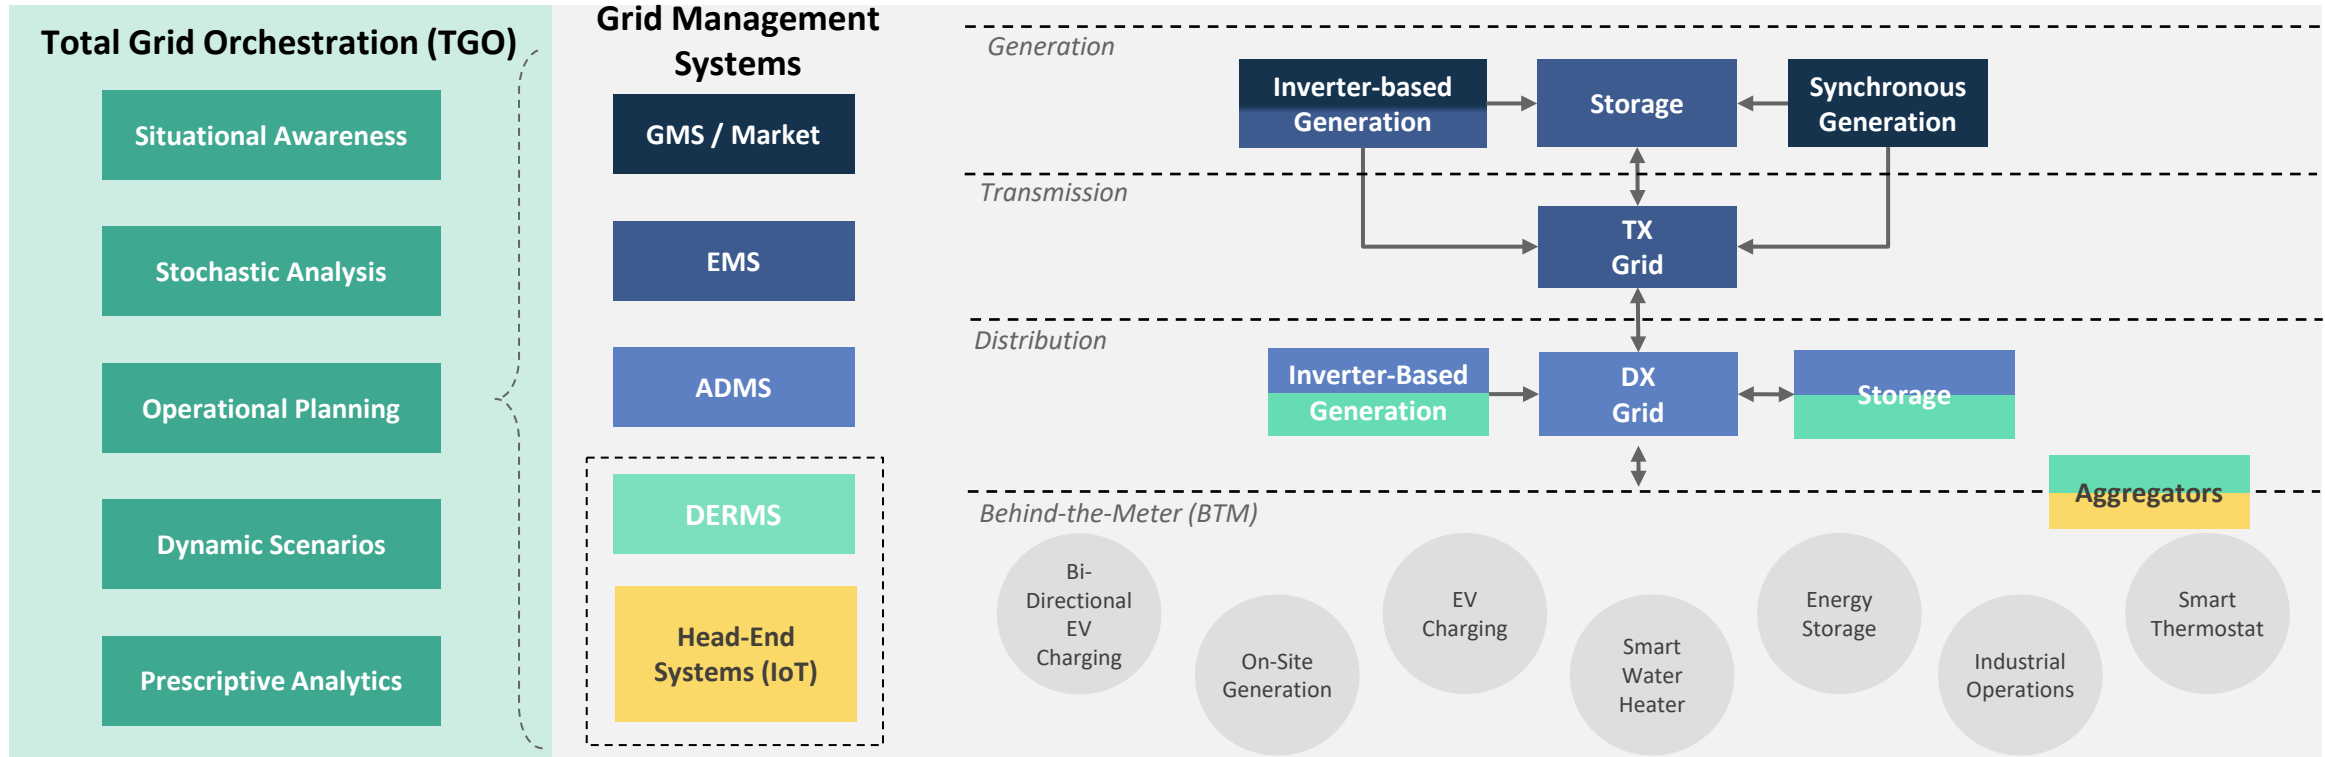 Total Grid Orchestration (TGO)
Situational Awareness
Stochastic Analysis
Operational Planning
Dynamic Scenarios
Prescriptive Analytics
Grid Management
Systems
GMS / Market
EMS
ADMS
DERMS
Head-End
Systems (IoT)
Generation
Inverter-based
Generation
Storage
Synchronous
Generation
Transmission
TX
Grid
Distribution
Inverter-Based
Generation
DX
Grid
Storage
Aggregators
Behind-the-Meter (BTM)
Bi-
Directional
EV
Charging
On-Site
Generation
EV
Charging
Smart
Water
Heater
Energy
Storage
Industrial
Operations
Smart
Thermostat